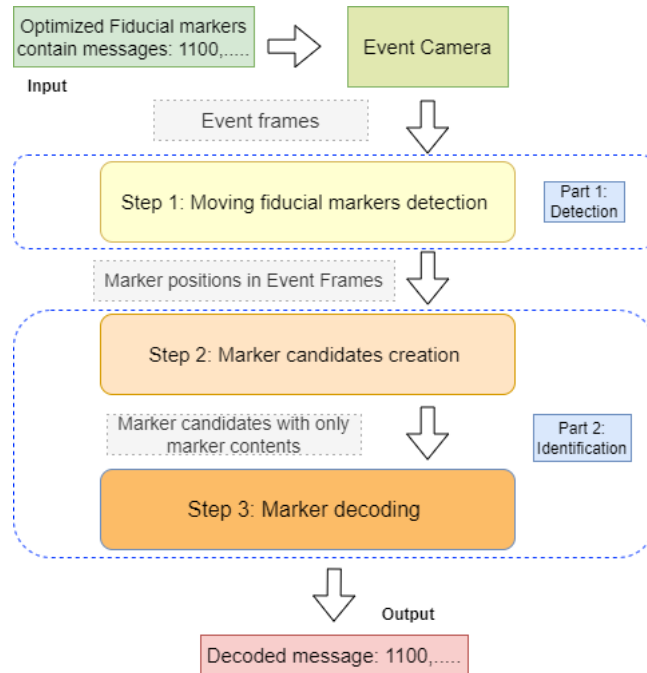 Optimized Fiducial markers
contain messages: 1100,.....
Event Camera
Input
Event frames
Step 1: Moving fiducial markers detection
Part 1:
Detection
Marker positions in Event Frames
Step 2: Marker candidates creation
Marker candidates with only
marker contents
Part 2:
Identification
Step 3: Marker decoding
Output
Decoded message: 1100,.....